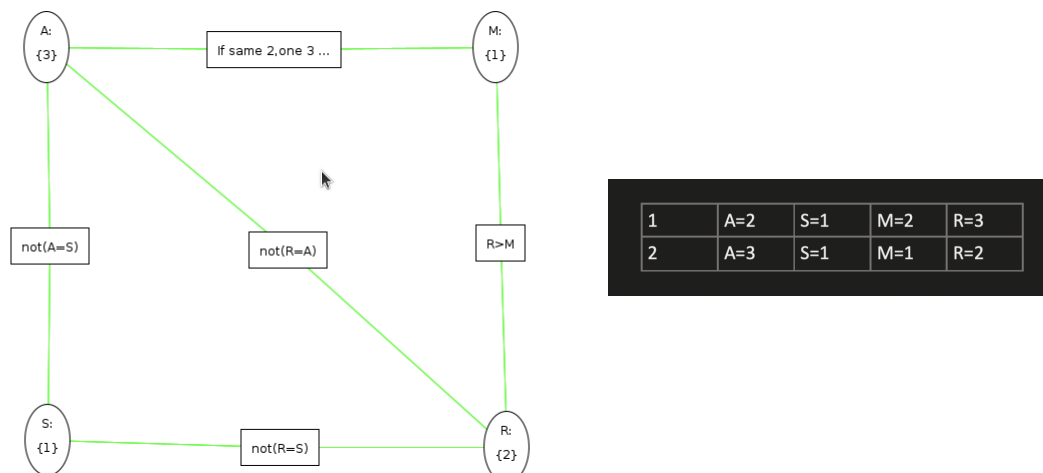 A:
{3}
If same 2,one 3 ...
M:
{1}
not(A=S)
not(R=A)
R>M
S:
{1}
not(R=S)
R:
{2}
1 A=2 S=1 M=2 R=3
2 A=3 S=1 M=1 R=2